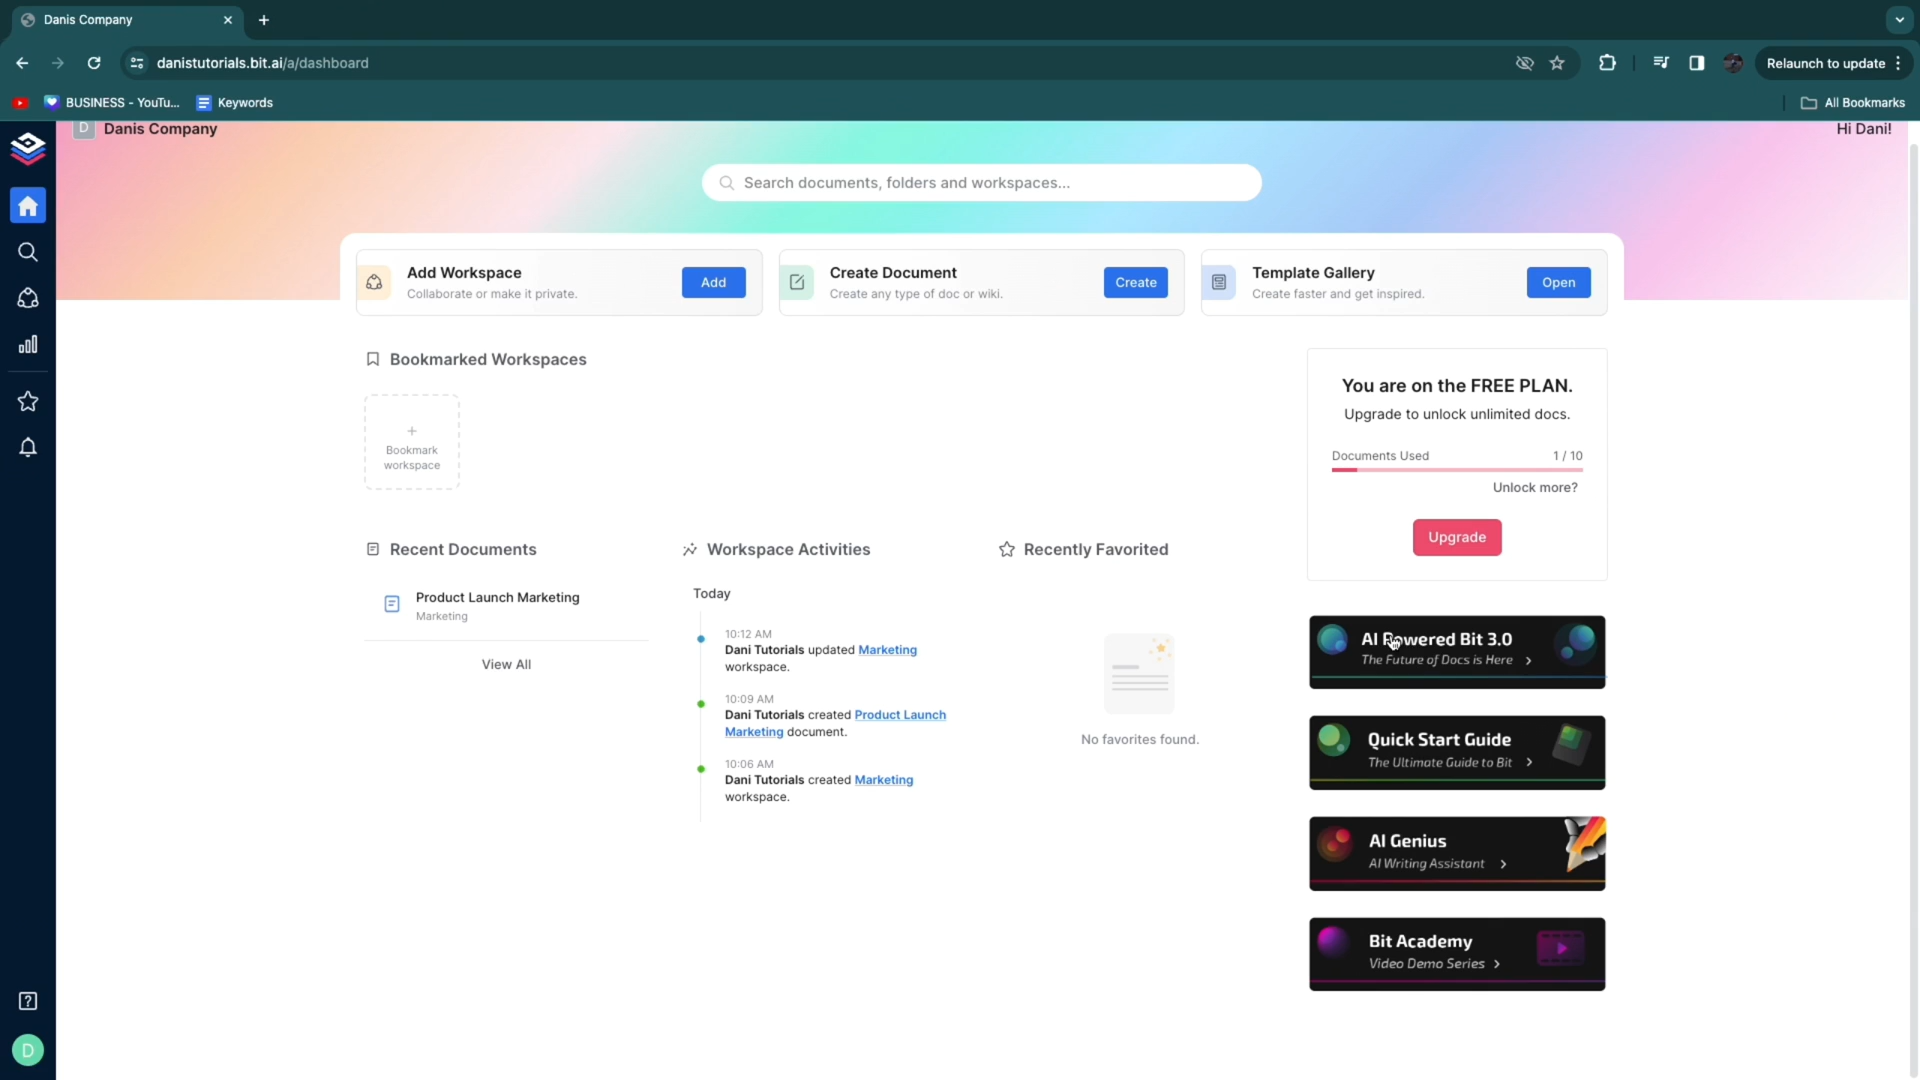 Danis Company
danistutorials.bit.ai/a/dashboard
Relaunch to update
BUSINESS - YouTu...
Keywords
All Bookmarks
D
Danis Company
Hi Dani!
Search documents, folders and workspaces...
Add Workspace
Collaborate or make it private.
Add
Create Document
Create any type of doc or wiki.
Create
Template Gallery
Create faster and get inspired.
Open
Bookmarked Workspaces
+
Bookmark
workspace
You are on the FREE PLAN.
Upgrade to unlock unlimited docs.
Documents Used 1 / 10
Unlock more?
Upgrade
Recent Documents
Product Launch Marketing
Marketing
View All
Workspace Activities
Today
10:12 AM
Dani Tutorials updated Marketing
workspace.
10:09 AM
Dani Tutorials created Product Launch
Marketing document.
10:06 AM
Dani Tutorials created Marketing
workspace.
Recently Favorited
No favorites found.
AI Powered Bit 3.0
The Future of Docs is Here >
Quick Start Guide
The Ultimate Guide to Bit >
AI Genius
AI Writing Assistant >
Bit Academy
Video Demo Series >
?
D